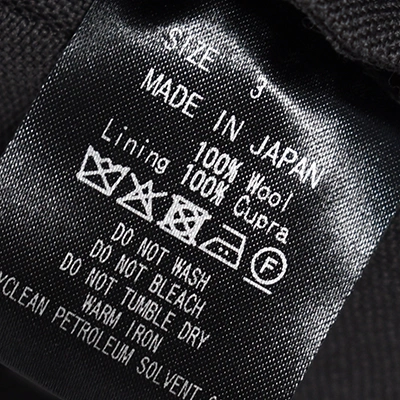 SIZE 3
MADE IN JAPAN
100% Wool
Lining 100% Cupra
F
DO NOT WASH
DO NOT BLEACH
DO NOT TUMBLE DRY
WARM IRON
YCLEAN PETROLEUM SOLVENT